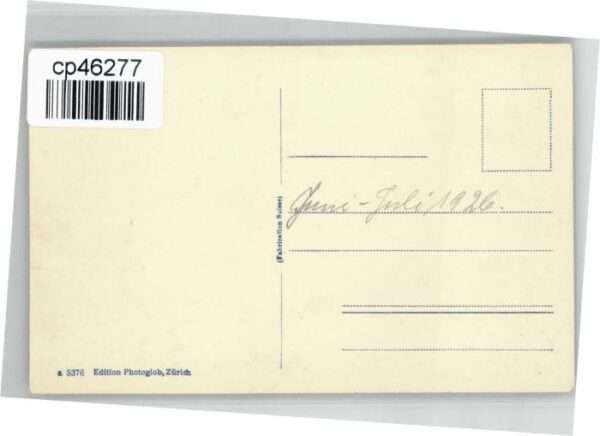 cp46277
(Fabrication Suisse)
Juni - Juli 1926.
a 5376 Edition Photoglob, Zürich